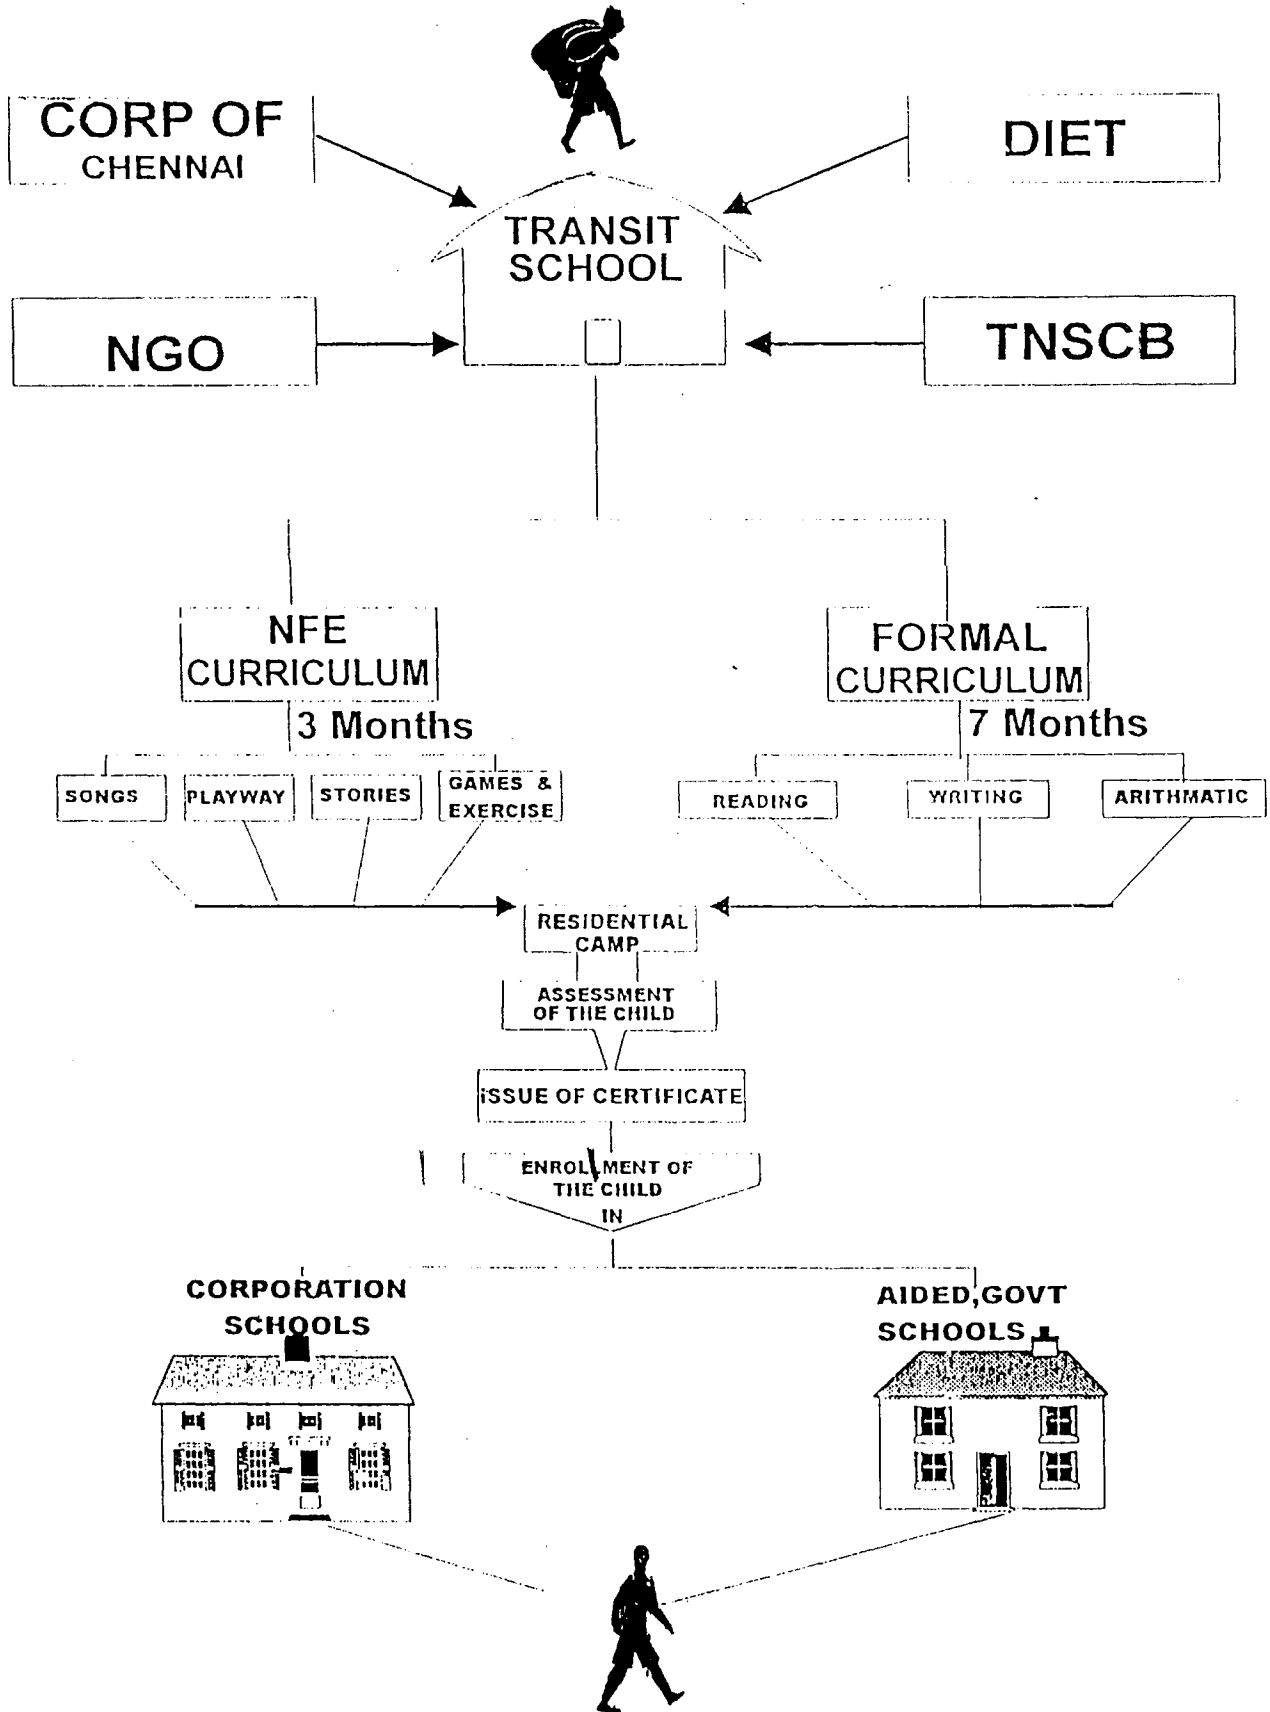 CORP OF
CHENNAI
DIET
TRANSIT
SCHOOL
NGO
TNSCB
NFE
CURRICULUM
3 Months
FORMAL
CURRICULUM
7 Months
SONGS
PLAYWAY
STORIES
GAMES &
EXERCISE
READING
WRITING
ARITHMATIC
RESIDENTIAL
CAMP
ASSESSMENT
OF THE CHILD
ISSUE OF CERTIFICATE
ENROLLMENT OF
THE CHILD
IN
CORPORATION
SCHOOLS
AIDED,GOVT
SCHOOLS